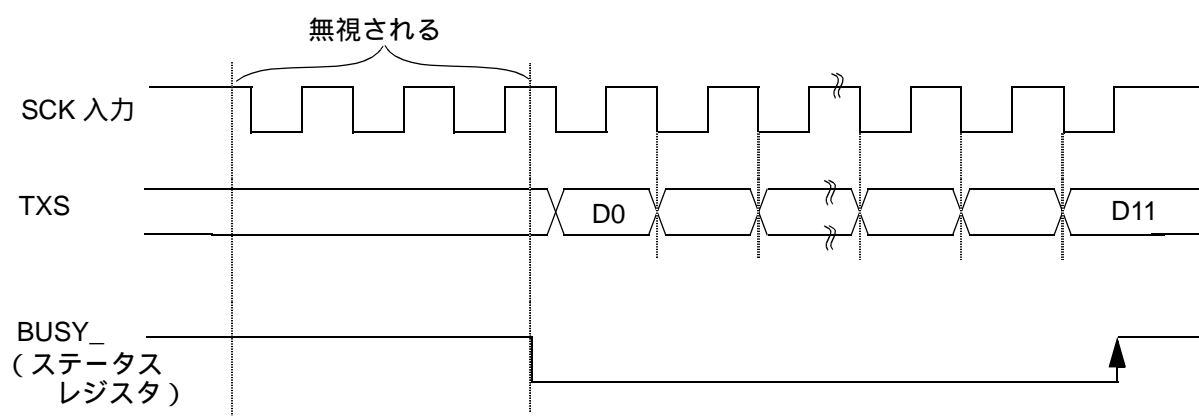 無視される
SCK 入力
TXS
D0
D11
BUSY_
(ステータス
レジスタ)